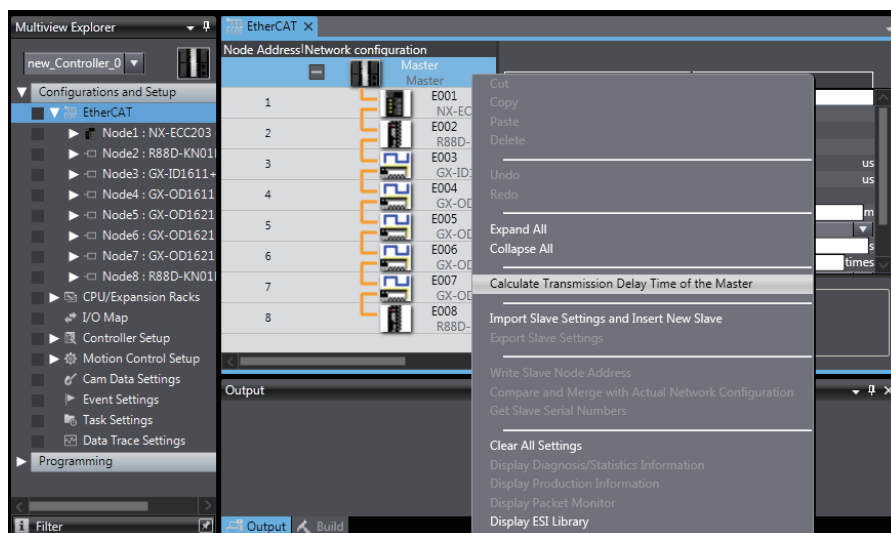 Multiview Explorer
new_Controller_0
Configurations and Setup
EtherCAT
Node1 : NX-ECC203
Node2 : R88D-KN01
Node3 : GX-ID1611+
Node4 : GX-OD1611
Node5 : GX-OD1621
Node6 : GX-OD1621
Node7 : GX-OD1621
Node8 : R88D-KN01
CPU/Expansion Racks
I/O Map
Controller Setup
Motion Control Setup
Cam Data Settings
Event Settings
Task Settings
Data Trace Settings
Programming
Filter
EtherCAT
Node Address Network configuration
Master
Master
1 E001
NX-EC
2 E002
R88D-
3 E003
GX-ID
4 E004
GX-OD
5 E005
GX-OD
6 E006
GX-OD
7 E007
GX-OD
8 E008
R88D-
Output
Output Build
Cut
Copy
Paste
Delete
Undo
Redo
Expand All
Collapse All
Calculate Transmission Delay Time of the Master
Import Slave Settings and Insert New Slave
Export Slave Settings
Write Slave Node Address
Compare and Merge with Actual Network Configuration
Get Slave Serial Numbers
Clear All Settings
Display Diagnosis/Statistics Information
Display Production Information
Display Packet Monitor
Display ESI Library
us
us
m
s
times